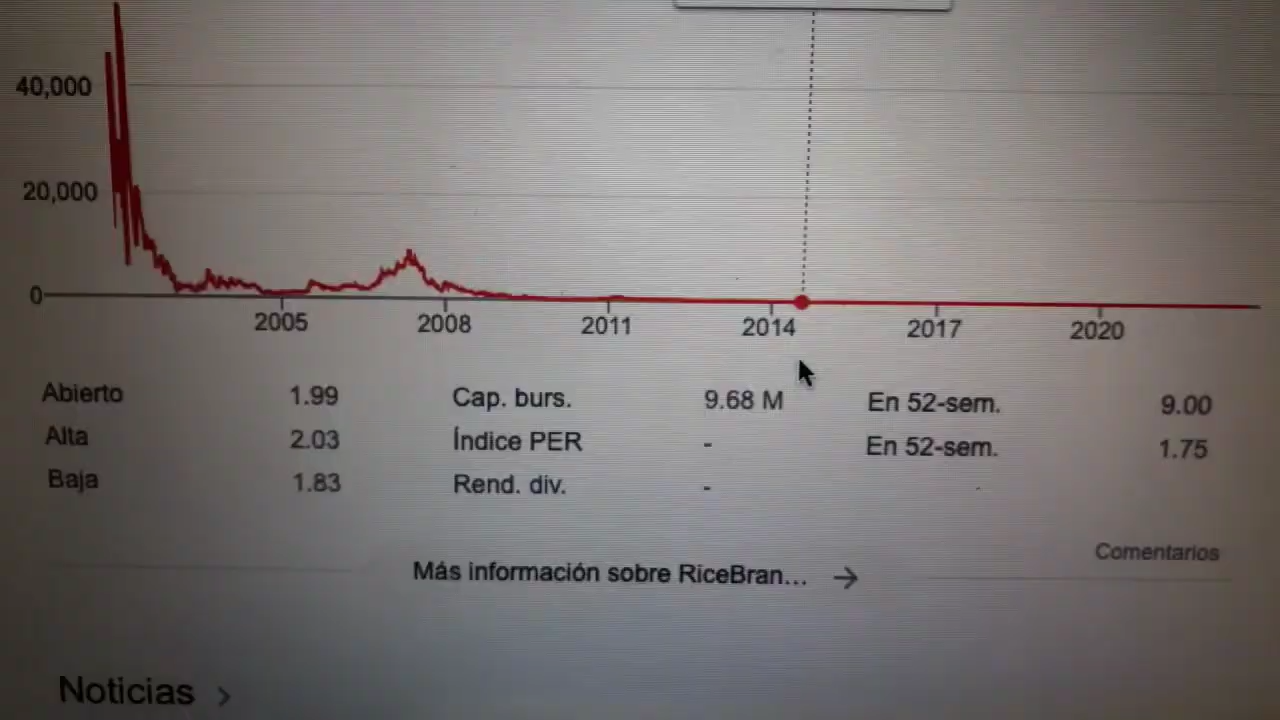 40,000
20,000
0
2005 2008 2011 2014 2017 2020
Abierto 1.99 Cap. burs. 9.68 M En 52-sem. 9.00
Alta 2.03 Índice PER - En 52-sem. 1.75
Baja 1.83 Rend. div. -
Comentarios
Más información sobre RiceBran... →
Noticias >